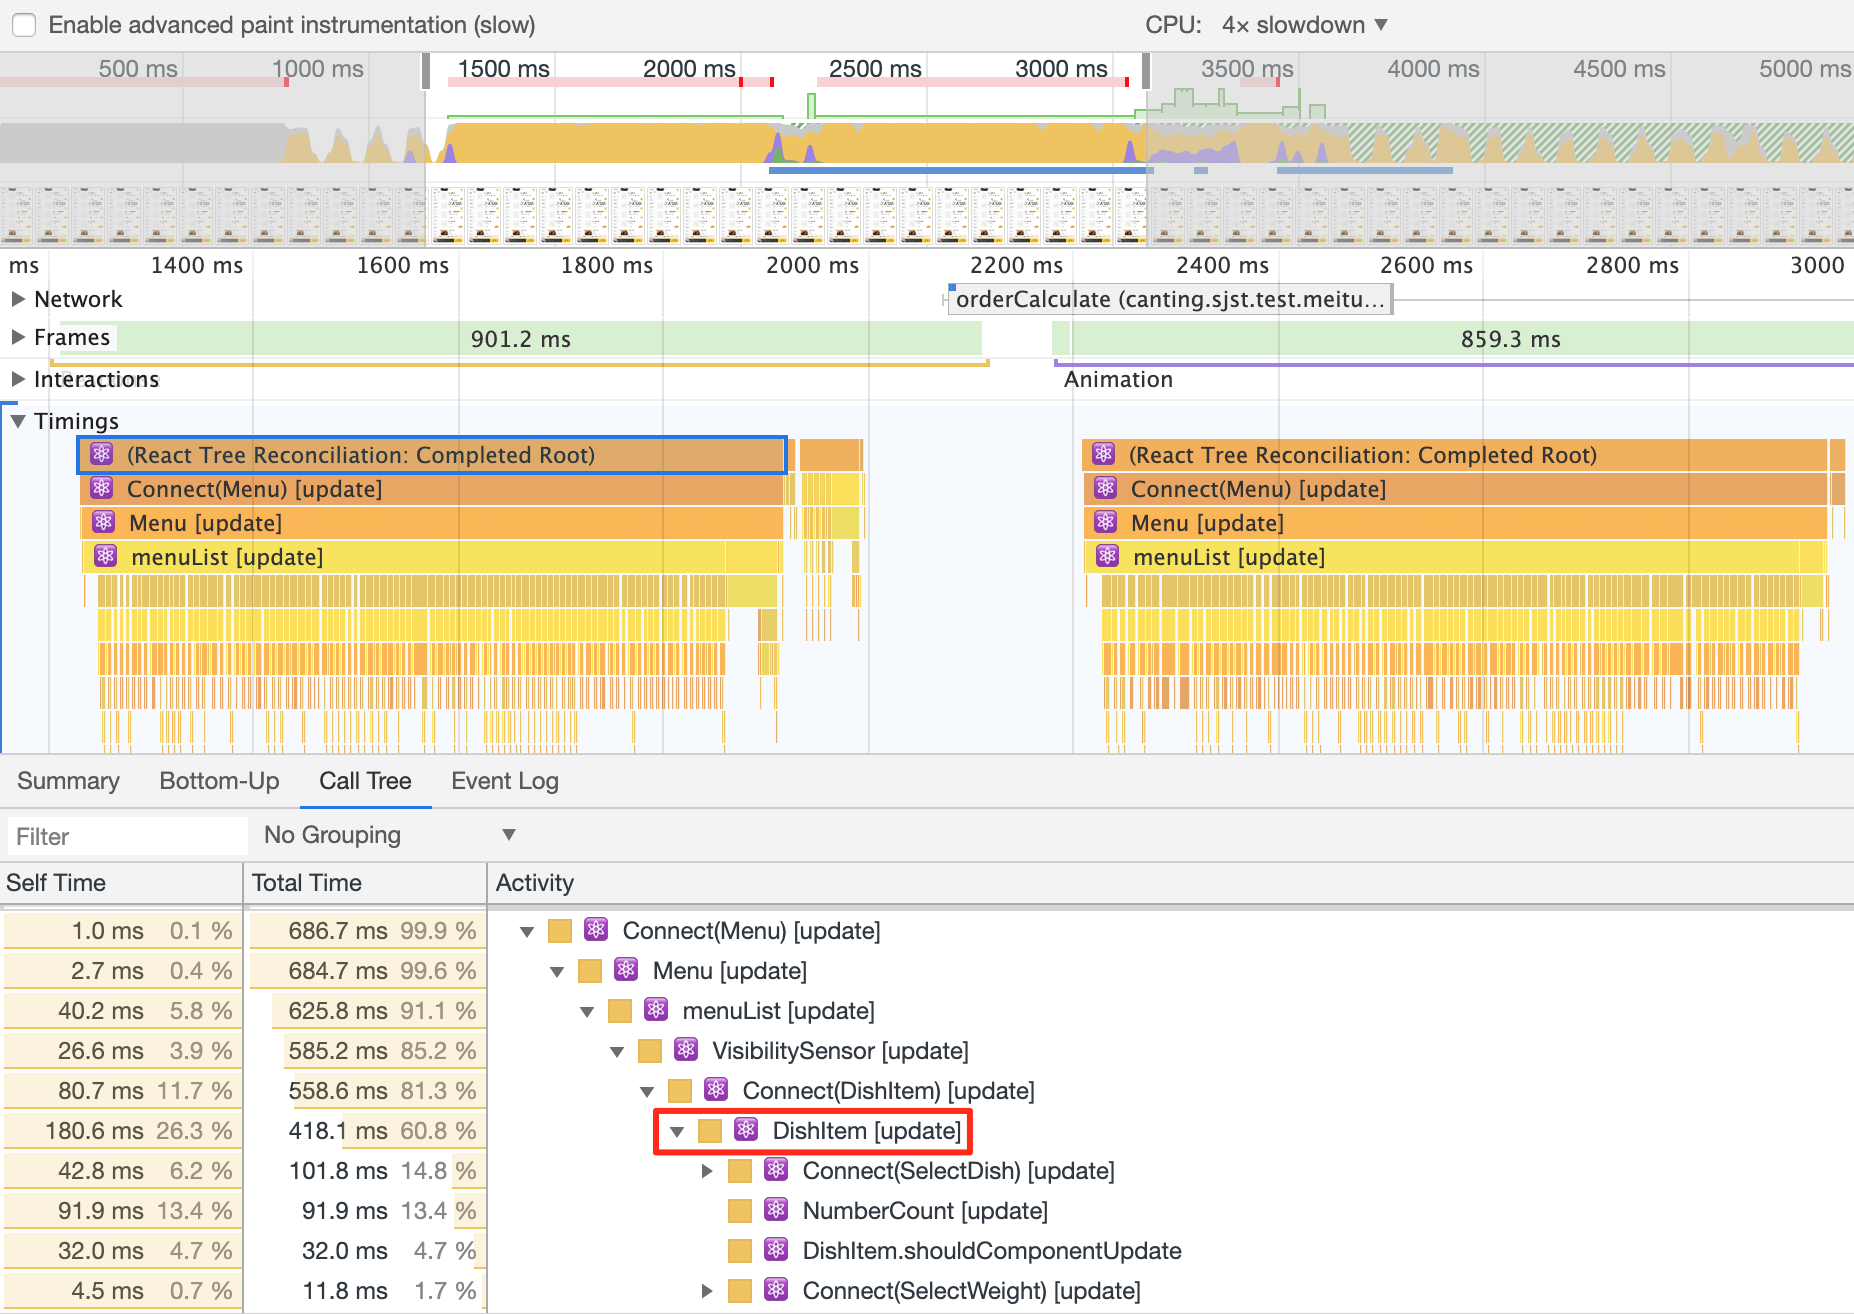 Enable advanced paint instrumentation (slow) CPU: 4× slowdown ▼
500 ms 1000 ms 1500 ms 2000 ms 2500 ms 3000 ms 3500 ms 4000 ms 4500 ms 5000 ms
ms 1400 ms 1600 ms 1800 ms 2000 ms 2200 ms 2400 ms 2600 ms 2800 ms 3000
Network orderCalculate (canting.sjst.test.meitu…
Frames 901.2 ms 859.3 ms
Interactions Animation
Timings
(React Tree Reconciliation: Completed Root) (React Tree Reconciliation: Completed Root)
Connect(Menu) [update] Connect(Menu) [update]
Menu [update] Menu [update]
menuList [update] menuList [update]
Summary Bottom-Up Call Tree Event Log
Filter No Grouping ▼
Self Time Total Time Activity
1.0 ms 0.1 % 686.7 ms 99.9 % Connect(Menu) [update]
2.7 ms 0.4 % 684.7 ms 99.6 % Menu [update]
40.2 ms 5.8 % 625.8 ms 91.1 % menuList [update]
26.6 ms 3.9 % 585.2 ms 85.2 % VisibilitySensor [update]
80.7 ms 11.7 % 558.6 ms 81.3 % Connect(DishItem) [update]
180.6 ms 26.3 % 418.1 ms 60.8 % DishItem [update]
42.8 ms 6.2 % 101.8 ms 14.8 % Connect(SelectDish) [update]
91.9 ms 13.4 % 91.9 ms 13.4 % NumberCount [update]
32.0 ms 4.7 % 32.0 ms 4.7 % DishItem.shouldComponentUpdate
4.5 ms 0.7 % 11.8 ms 1.7 % Connect(SelectWeight) [update]